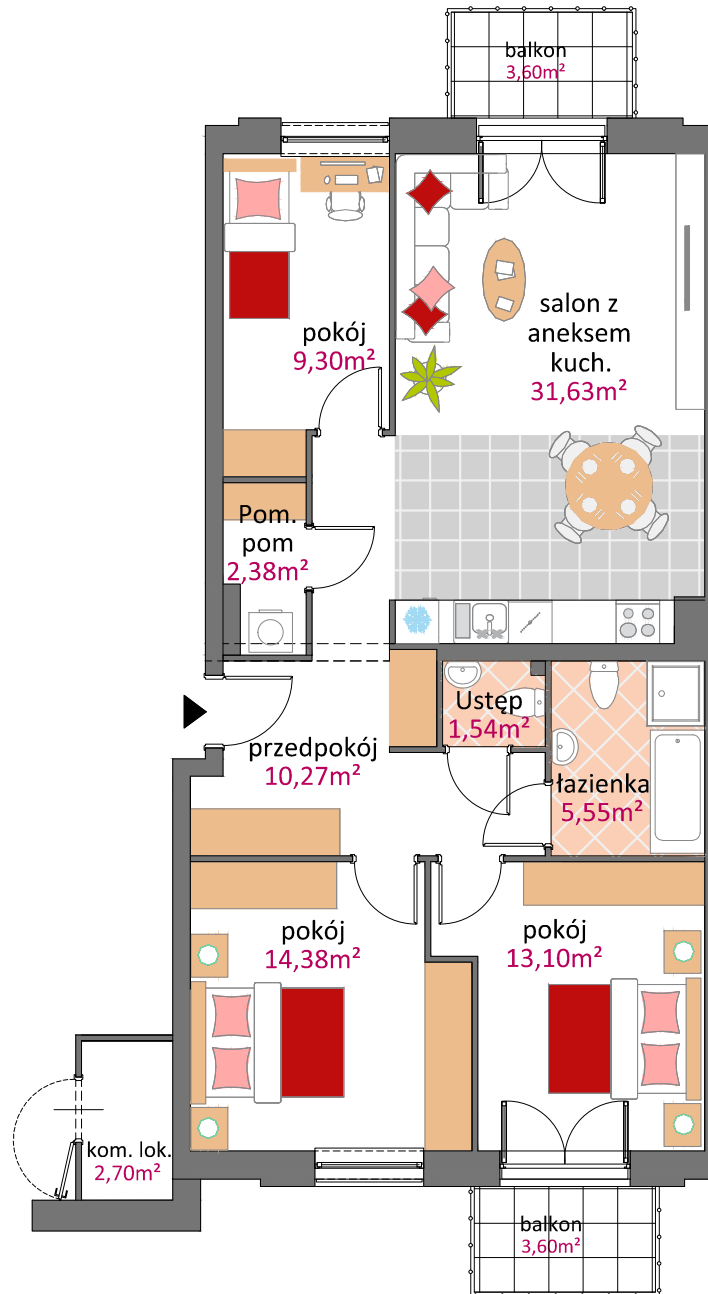 balkon
3,60m²
pokój
9,30m²
salon z
aneksem
kuch.
31,63m²
Pom.
pom
2,38m²
Ustęp
1,54m²
przedpokój
10,27m²
łazienka
5,55m²
pokój
14,38m²
pokój
13,10m²
kom. lok.
2,70m²
balkon
3,60m²